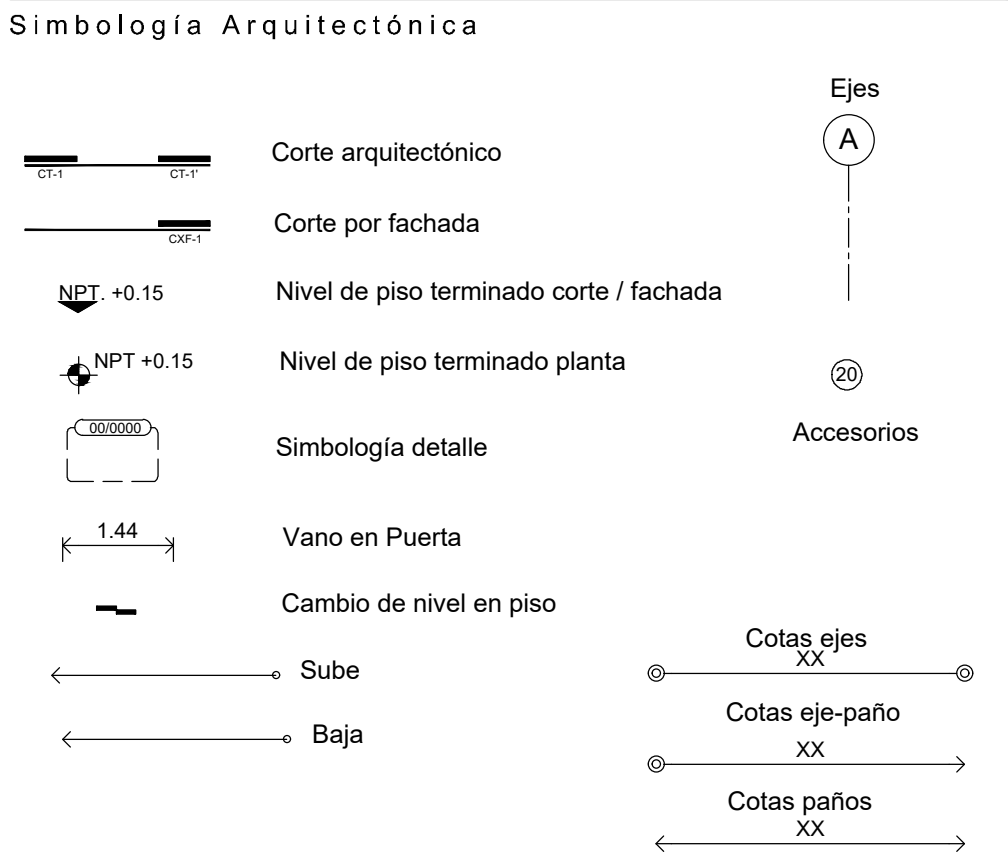 Simbología Arquitectónica
Ejes
A
Corte arquitectónico
CT-1 CT-1'
Corte por fachada
CXF-1
NPT. +0.15
Nivel de piso terminado corte / fachada
NPT +0.15
Nivel de piso terminado planta
20
Accesorios
00/0000
Simbología detalle
1.44
Vano en Puerta
Cambio de nivel en piso
Sube
Baja
Cotas ejes
XX
Cotas eje-paño
XX
Cotas paños
XX